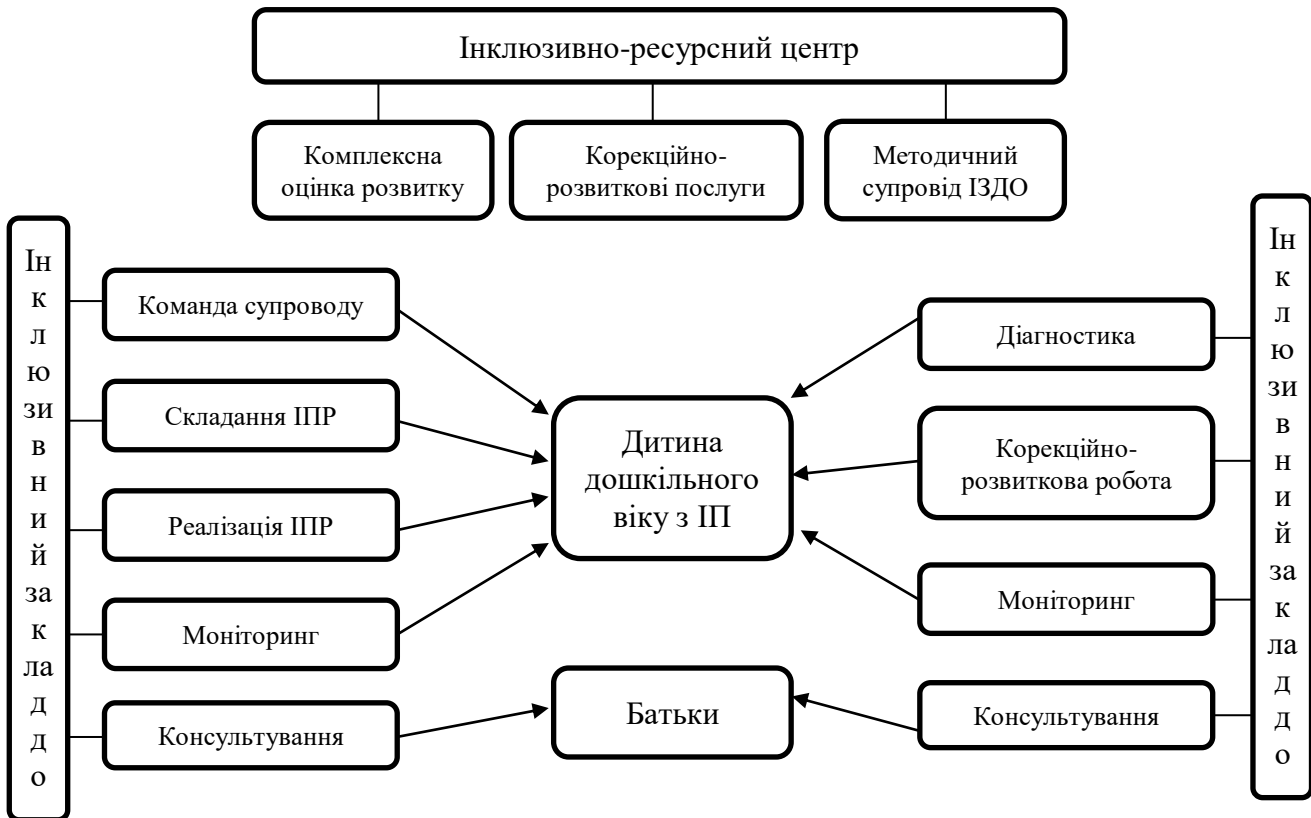 Інклюзивно-ресурсний центр
Комплексна
оцінка розвитку
Корекційно-
розвиткові послуги
Методичний
супровід ІЗДО
Ін
к
л
ю
зи
в
н
и
й
за
к
ла
д
д
о
Команда супроводу
Складання ІПР
Реалізація ІПР
Моніторинг
Консультування
Дитина
дошкільного
віку з ІП
Батьки
Діагностика
Корекційно-
розвиткова робота
Моніторинг
Консультування
Ін
к
л
ю
зи
в
н
и
й
за
к
ла
д
д
о